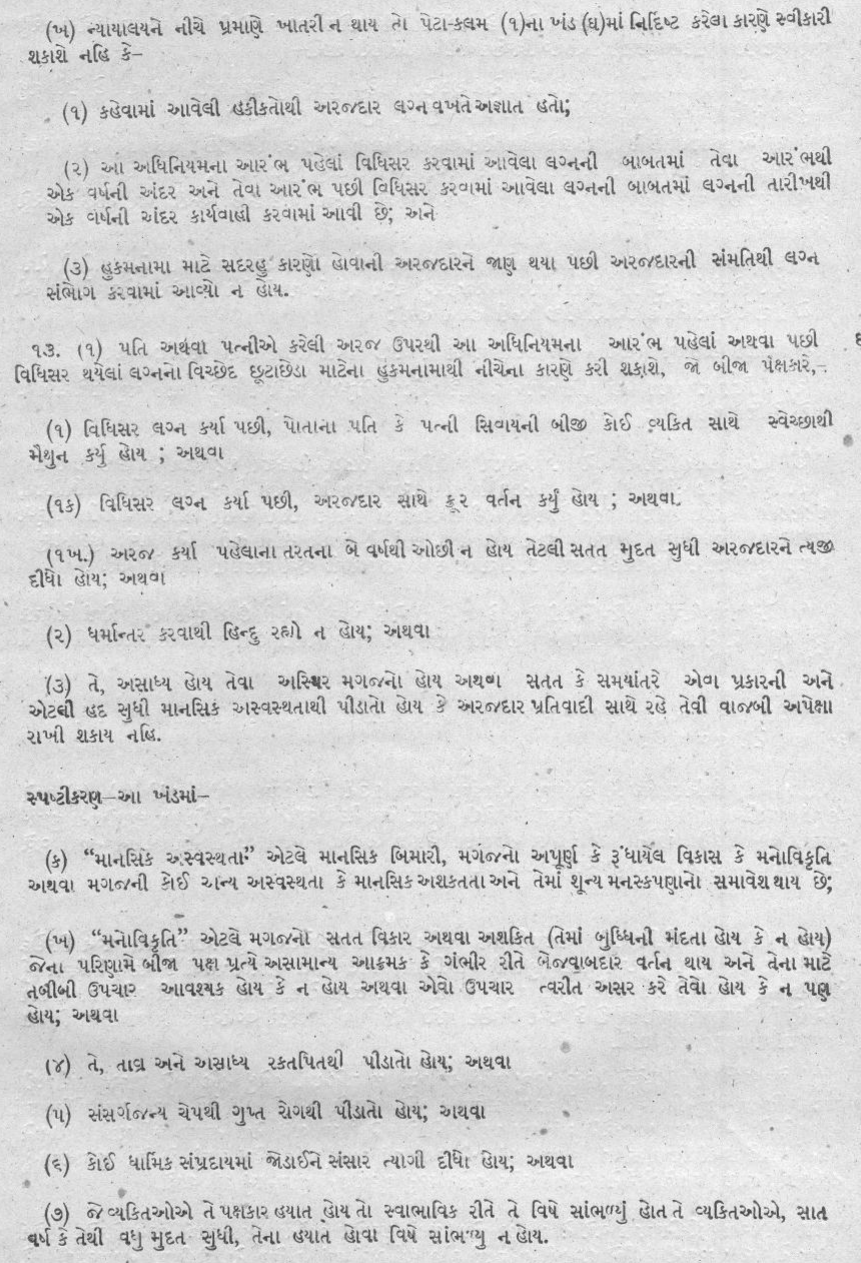 (ખ) ન્યાયાલયને નીચે પ્રમાણે ખાતરી ન થાય તો પેટા-કલમ (૧)ના ખંડ (ઘ)માં નિર્દિષ્ટ કરેલા કારણે સ્વીકારી
શકાશે નહિ કે–
(૧) કહેવામાં આવેલી હકીકતોથી અરજદાર લગ્ન વખતે અજ્ઞાત હતો;
(૨) આ અધિનિયમના આરંભ પહેલાં વિધિસર કરવામાં આવેલા લગ્નની બાબતમાં તેવા આરંભથી
એક વર્ષની અંદર અને તેવા આરંભ પછી વિધિસર કરવામાં આવેલા લગ્નની બાબતમાં લગ્નની તારીખથી
એક વર્ષની અંદર કાર્યવાહી કરવામાં આવી છે; અને
(૩) હુકમનામા માટે સદરહુ કારણો હોવાની અરજદારને જાણ થયા પછી અરજદારની સંમતિથી લગ્ન
સંભોગ કરવામાં આવ્યો ન હોય.
૧૩. (૧) પતિ અથવા પત્નીએ કરેલી અરજ ઉપરથી આ અધિનિયમના આરંભ પહેલાં અથવા પછી
વિધિસર થયેલાં લગ્નનો વિચ્છેદ છૂટાછેડા માટેના હુકમનામાથી નીચેના કારણે કરી શકાશે, જો બીજા પક્ષકારે,–
(૧) વિધિસર લગ્ન કર્યા પછી, પોતાના પતિ કે પત્ની સિવાયની બીજી કોઈ વ્યકિત સાથે સ્વેચ્છાથી
મૈથુન કર્યુ હોય ; અથવા
(૧ક) વિધિસર લગ્ન કર્યા પછી, અરજદાર સાથે ક્રૂર વર્તન કર્યું હોય ; અથવા.
(૧ખ.) અરજ કર્યા પહેલાના તરતના બે વર્ષથી ઓછી ન હોય તેટલી સતત મુદત સુધી અરજદારને ત્યજી
દીધો હોય; અથવા
(૨) ધર્માન્તર કરવાથી હિન્દુ રહ્યો ન હોય; અથવા
(૩) તે, અસાધ્ય હોય તેવા અસ્થિર મગજનો હોય અથવા સતત કે સમયાંતરે એવા પ્રકારની અને
એટલી હદ સુધી માનસિક અસ્વસ્થતાથી પીડાતો હોય કે અરજદાર પ્રતિવાદી સાથે રહે તેવી વાજબી અપેક્ષા
રાખી શકાય નહિ.
સ્પષ્ટીકરણ–આ ખંડમાં–
(ક) “માનસિક અસ્વસ્થતા” એટલે માનસિક બિમારી, મગજનો અપૂર્ણ કે રૂંધાયેલ વિકાસ કે મનોવિકૃતિ
અથવા મગજની કોઈ અન્ય અસ્વસ્થતા કે માનસિક અશકતતા અને તેમાં શૂન્ય મનસ્કપણાનો સમાવેશ થાય છે;
(ખ) “મનોવિકૃતિ” એટલે મગજનો સતત વિકાર અથવા અશકિત (તેમાં બુધ્ધિની મંદતા હોય કે ન હોય)
જેના પરિણામે બીજા પક્ષ પ્રત્યે અસામાન્ય આક્રમક કે ગંભીર રીતે બેજવાબદાર વર્તન થાય અને તેના માટે
તબીબી ઉપચાર આવશ્યક હોય કે ન હોય અથવા એવો ઉપચાર ત્વરીત અસર કરે તેવો હોય કે ન પણ
હોય; અથવા
(૪) તે, તીવ્ર અને અસાધ્ય રકતપિતથી પીડાતો હોય; અથવા
(૫) સંસર્ગજન્ય ચેપથી ગુપ્ત રોગથી પીડાતો હોય; અથવા
(૬) કોઈ ધાર્મિક સંપ્રદાયમાં જોડાઈને સંસાર ત્યાગી દીધો હોય; અથવા
(૭) જે વ્યકિતઓએ તે પક્ષકાર હયાત હોય તો સ્વાભાવિક રીતે તે વિષે સાંભળ્યું હોત તે વ્યકિતઓએ, સાત
વર્ષ કે તેથી વધુ મુદત સુધી, તેના હયાત હોવા વિષે સાંભળ્યુ ન હોય.